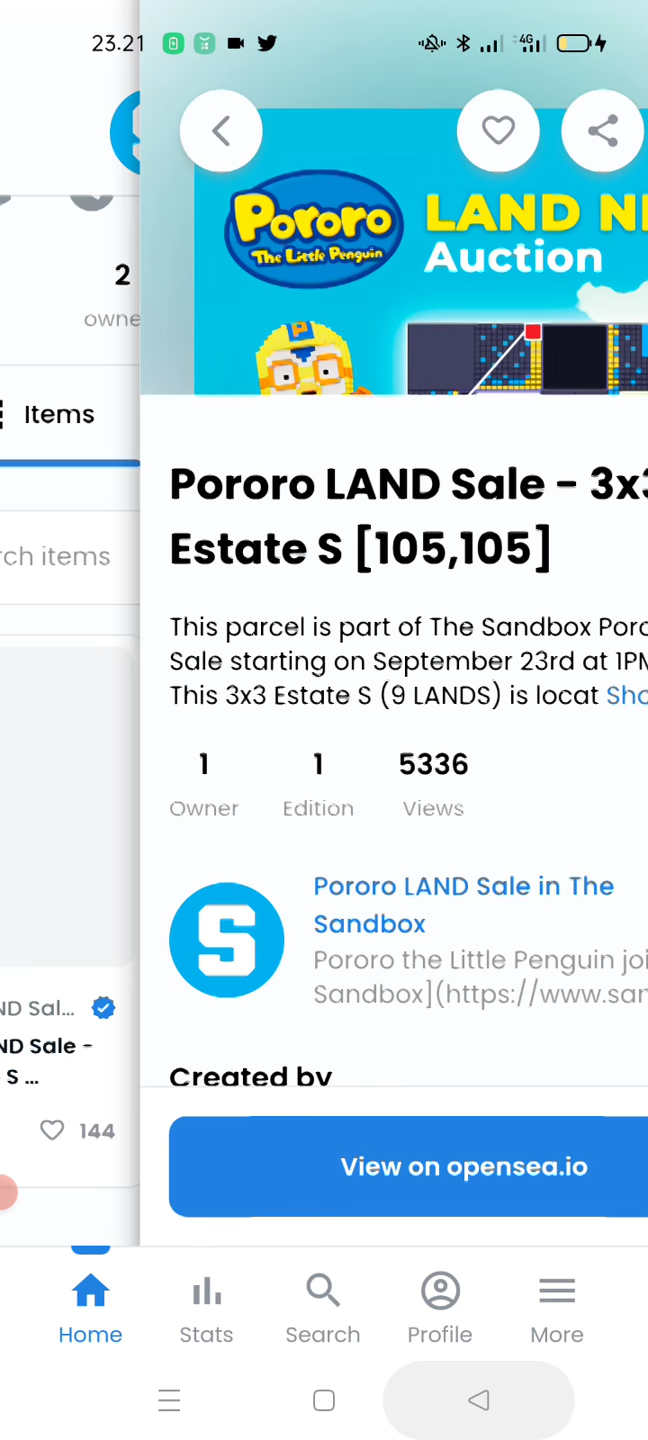 23.21
4G
2
owne
Items
rch items
ND Sal...
ND Sale -
S ...
144
Pororo
The Little Penguin
LAND N
Auction
Pororo LAND Sale - 3x3
Estate S [105,105]
This parcel is part of The Sandbox Poro
Sale starting on September 23rd at 1PM
This 3x3 Estate S (9 LANDS) is locat Sho
1
Owner
1
Edition
5336
Views
S
Pororo LAND Sale in The
Sandbox
Pororo the Little Penguin joi
Sandbox](https://www.san
Created by
View on opensea.io
Home
Stats
Search
Profile
More